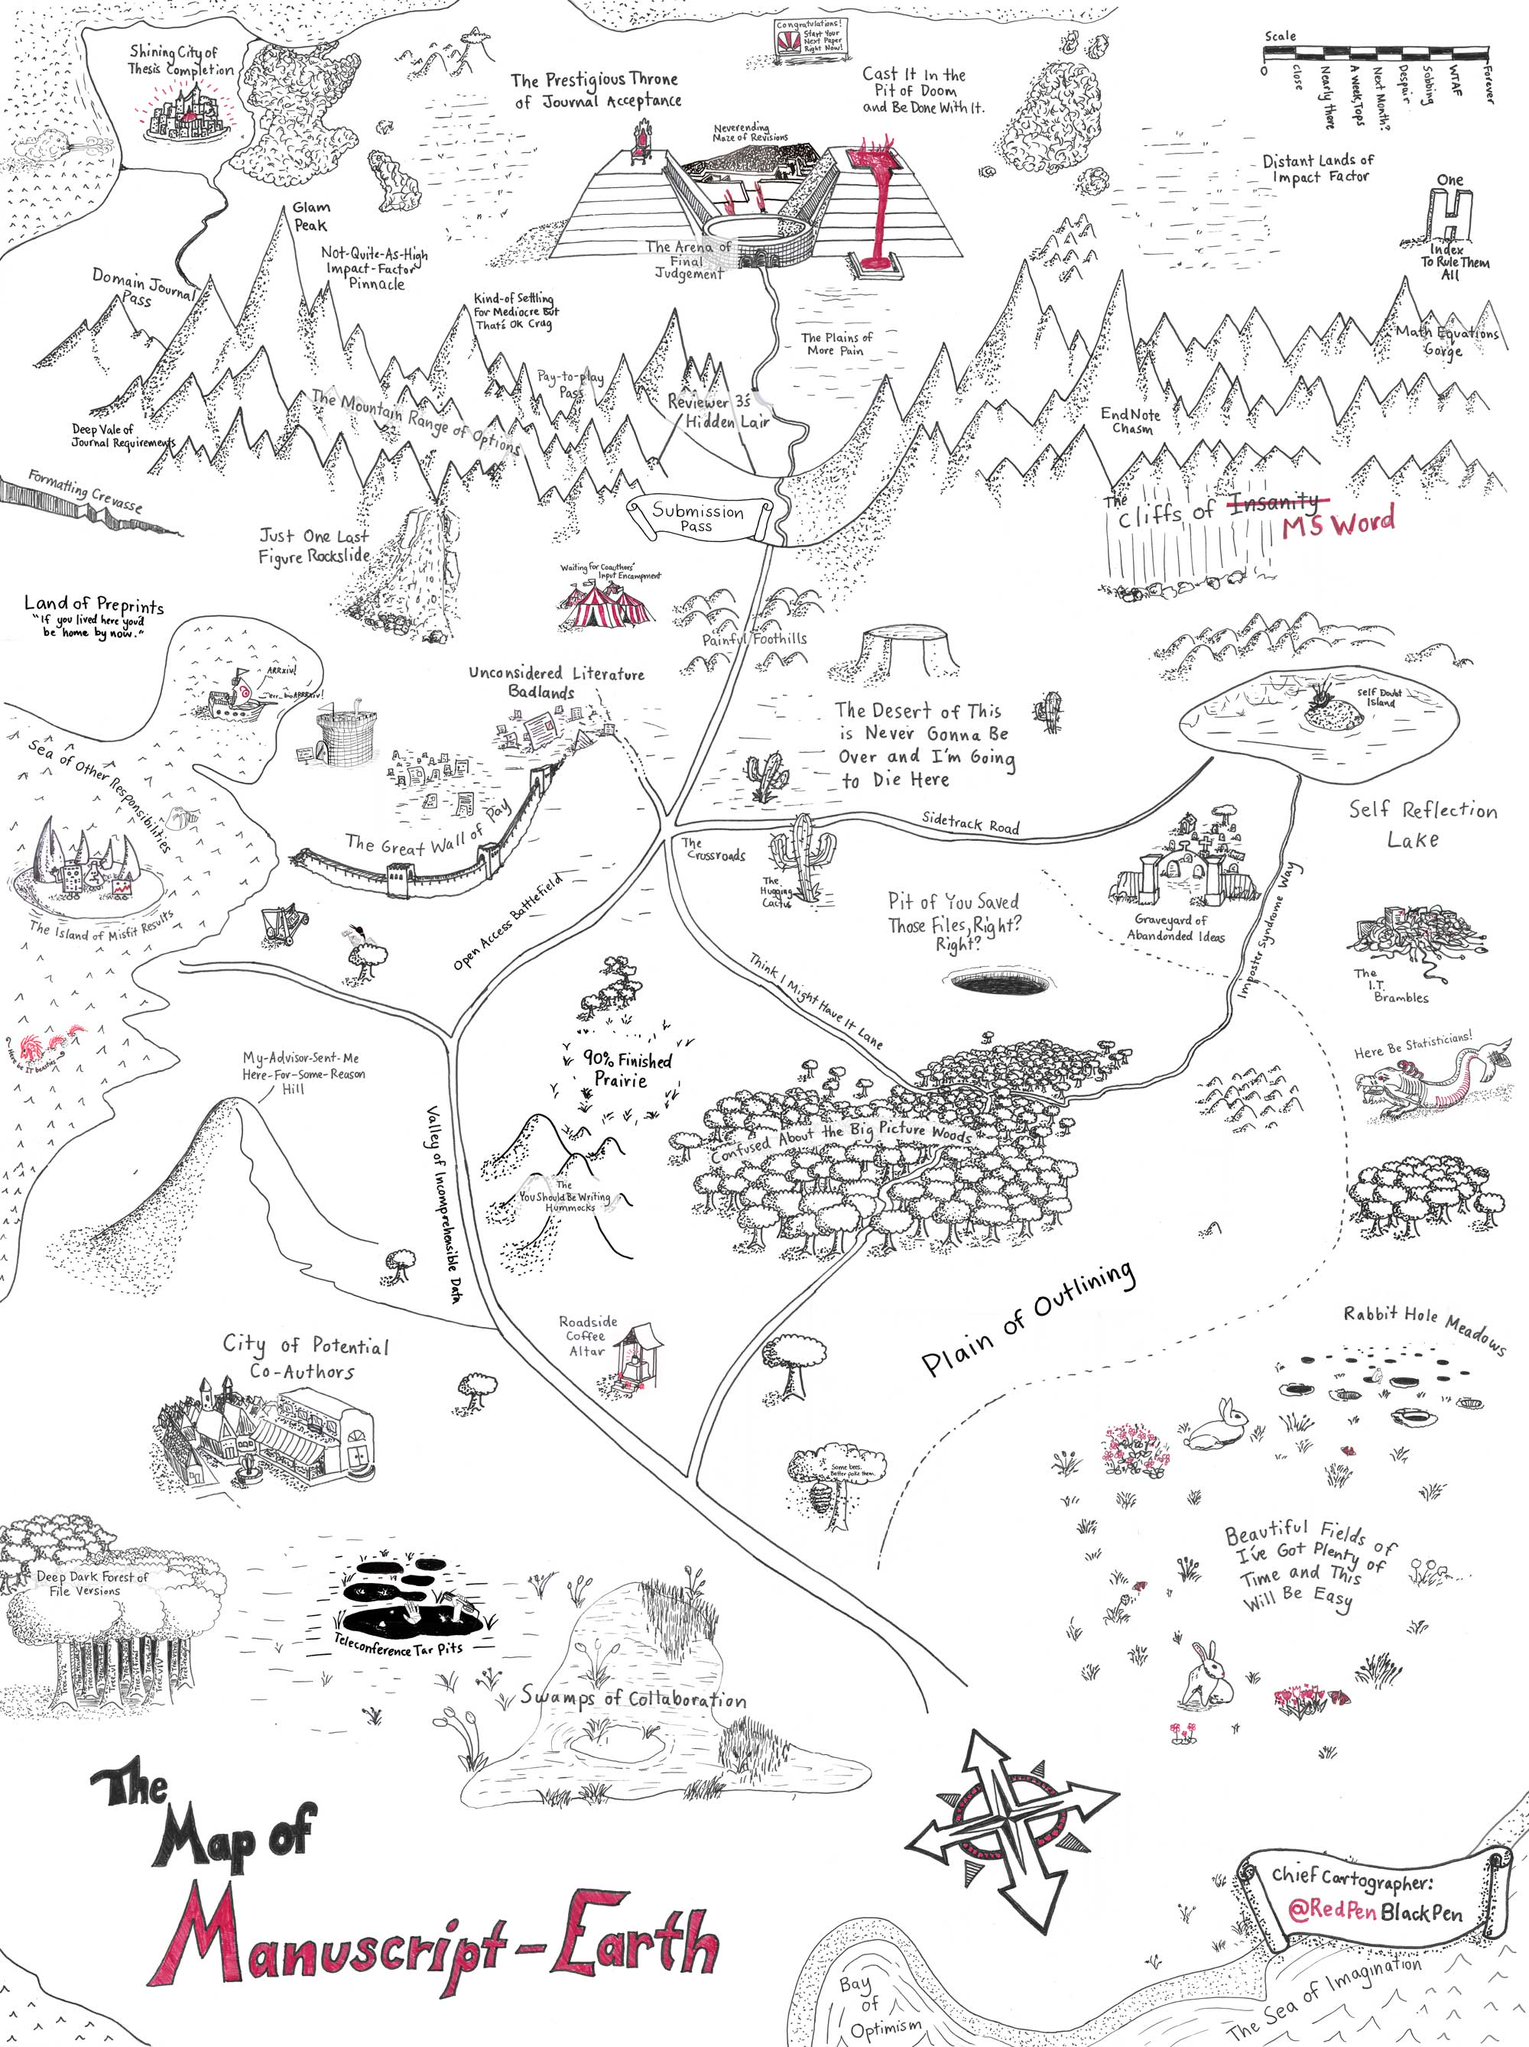 Shining City of
Thesis Completion
The Prestigious Throne
of Journal Acceptance
Congratulations!
Start Your
Next Paper
Right Now!
Cast It In the
Pit of Doom
and Be Done With It.
Neverending
Maze of Revisions
Scale
0
Close
Nearly there
A week, Tops
Next Month?
Despair
Sobbing
WTAF
Forever
Distant Lands of
Impact Factor
One
H
Index
To Rule Them
All
Glam
Peak
Not-Quite-As-High
Impact-Factor
Pinnacle
The Arena of
Final
Judgement
Domain Journal
Pass
Kind-of Settling
For Mediocre But
That's Ok Crag
The Plains of
More Pain
Math Equations
Gorge
Pay-to-play
Pass
The Mountain Range of Options
Reviewer 3's
Hidden Lair
EndNote
Chasm
Deep Vale of
Journal Requirements
Formatting Crevasse
Submission
Pass
The
Cliffs of Insanity
MS Word
Just One Last
Figure Rockslide
Waiting For Coauthors'
Input Encampment
Land of Preprints
"If you lived here you'd
be home by now."
Painful Foothills
ARRXIV!
Unconsidered Literature
Badlands
Self Doubt
Island
The Desert of This
is Never Gonna Be
Over and I'm Going
to Die Here
Sea of Other Responsibilities
The Great Wall of Pay
Sidetrack Road
Self Reflection
Lake
The
Crossroads
The
Hugging
Cactus
The Island of Misfit Results
Open Access Battlefield
Pit of You Saved
Those Files, Right?
Right?
Graveyard of
Abandonded Ideas
Imposter Syndrome Way
Think I Might Have It Lane
The
I.T.
Brambles
My-Advisor-Sent-Me
Here-For-Some-Reason
Hill
90% Finished
Prairie
Here Be Statisticians!
Confused About the Big Picture Woods
Valley of Incomprehensible Data
The
You Should Be Writing
Hummocks
Plain of Outlining
Roadside
Coffee
Altar
City of Potential
Co-Authors
Rabbit Hole Meadows
Some bees.
Better poke them.
Beautiful Fields of
I've Got Plenty of
Time and This
Will Be Easy
Deep Dark Forest of
File Versions
Teleconference Tar Pits
Swamps of Collaboration
The
Map of
Manuscript-Earth
Chief Cartographer:
@RedPenBlackPen
Bay
of
Optimism
The Sea of Imagination